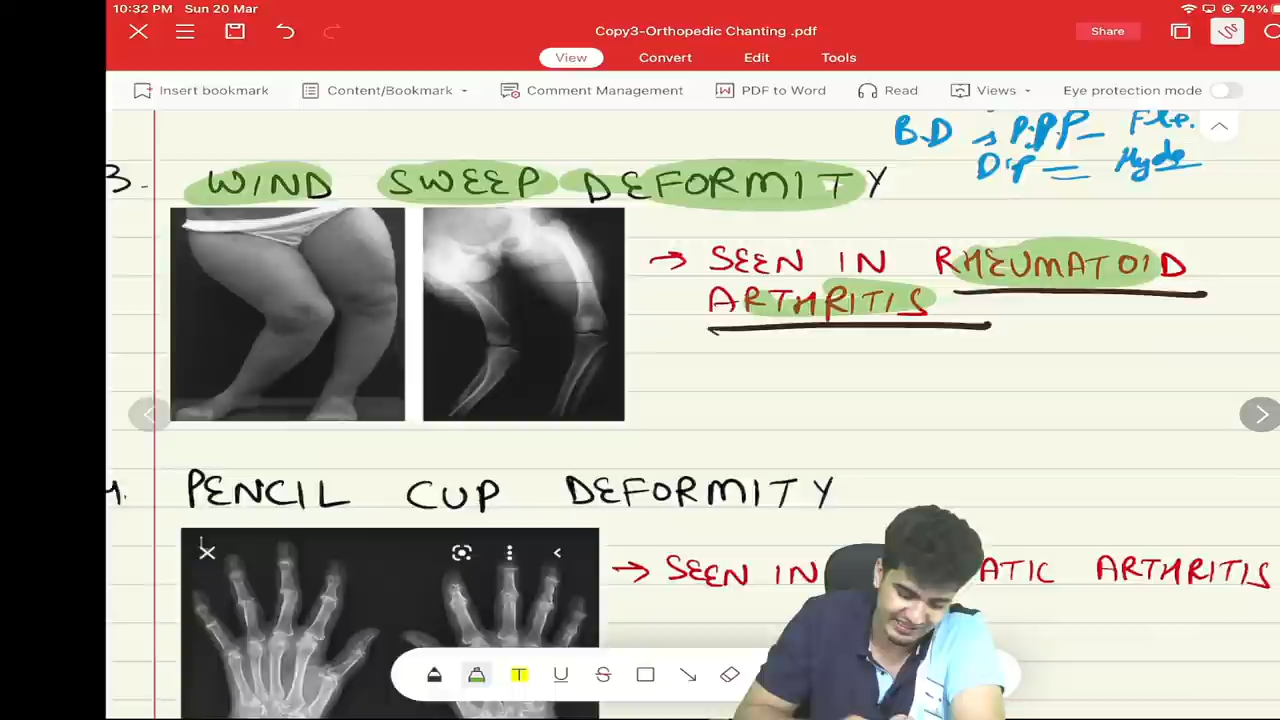 10:32 PM Sun 20 Mar 74%
Copy3-Orthopedic Chanting .pdf
Share
View Convert Edit Tools
Insert bookmark Content/Bookmark Comment Management PDF to Word Read Views Eye protection mode
B.D P.P.P
DIP
3. WIND SWEEP DEFORMITY
→ SEEN IN RHEUMATOID
ARTHRITIS
4. PENCIL CUP DEFORMITY
→ SEEN IN ATIC ARTHRITIS
T U S